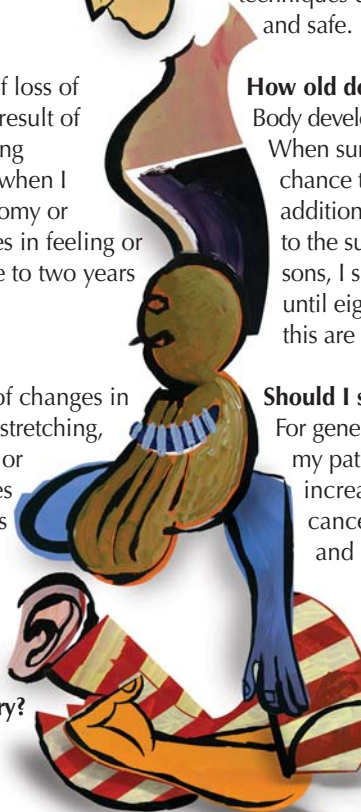 f loss of
result of
ng
when I
omy or
es in feeling or
e to two years
of changes in
stretching,
or
es
s
ry?
and safe.
How old do
Body develo
When sur
chance t
addition
to the su
sons, I s
until eig
this are
Should I s
For gene
my pat
increa
cance
and